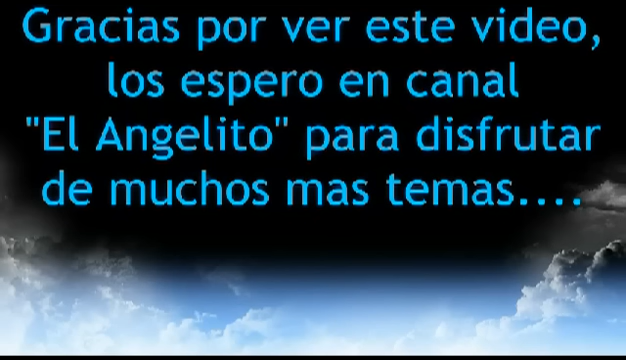 Gracias por ver este video,
los espero en canal
"El Angelito" para disfrutar
de muchos mas temas....